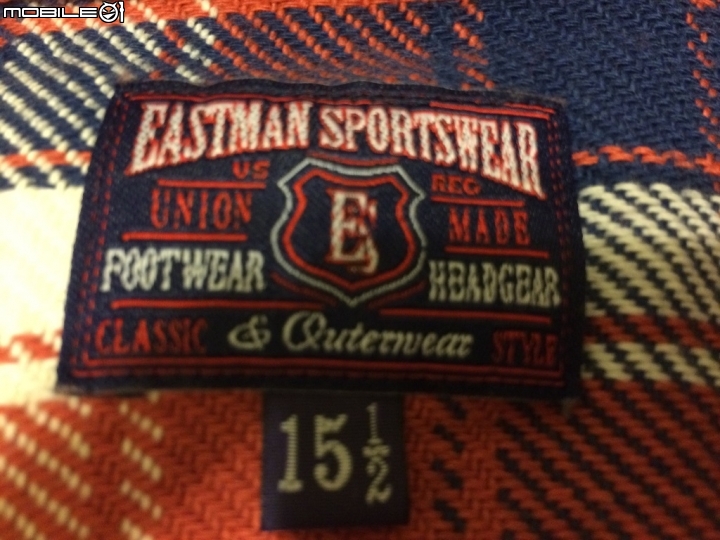 MOBILE01
EASTMAN SPORTSWEAR
US REG
UNION MADE
ES
FOOTWEAR HEADGEAR
CLASSIC & Outerwear STYLE
15 1/2